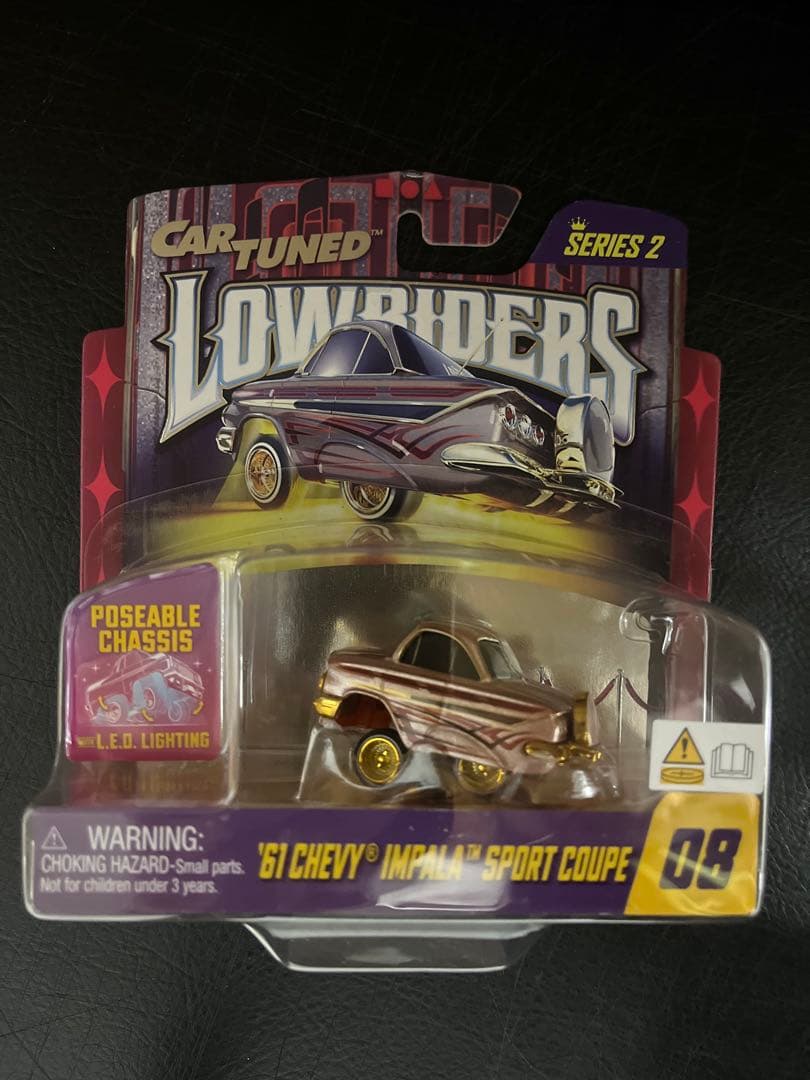 CAR TUNED™
SERIES 2
LOWRIDERS
POSEABLE
CHASSIS
WITH L.E.D. LIGHTING
⚠ WARNING:
CHOKING HAZARD-Small parts.
Not for children under 3 years.
'61 CHEVY® IMPALA™ SPORT COUPE
08